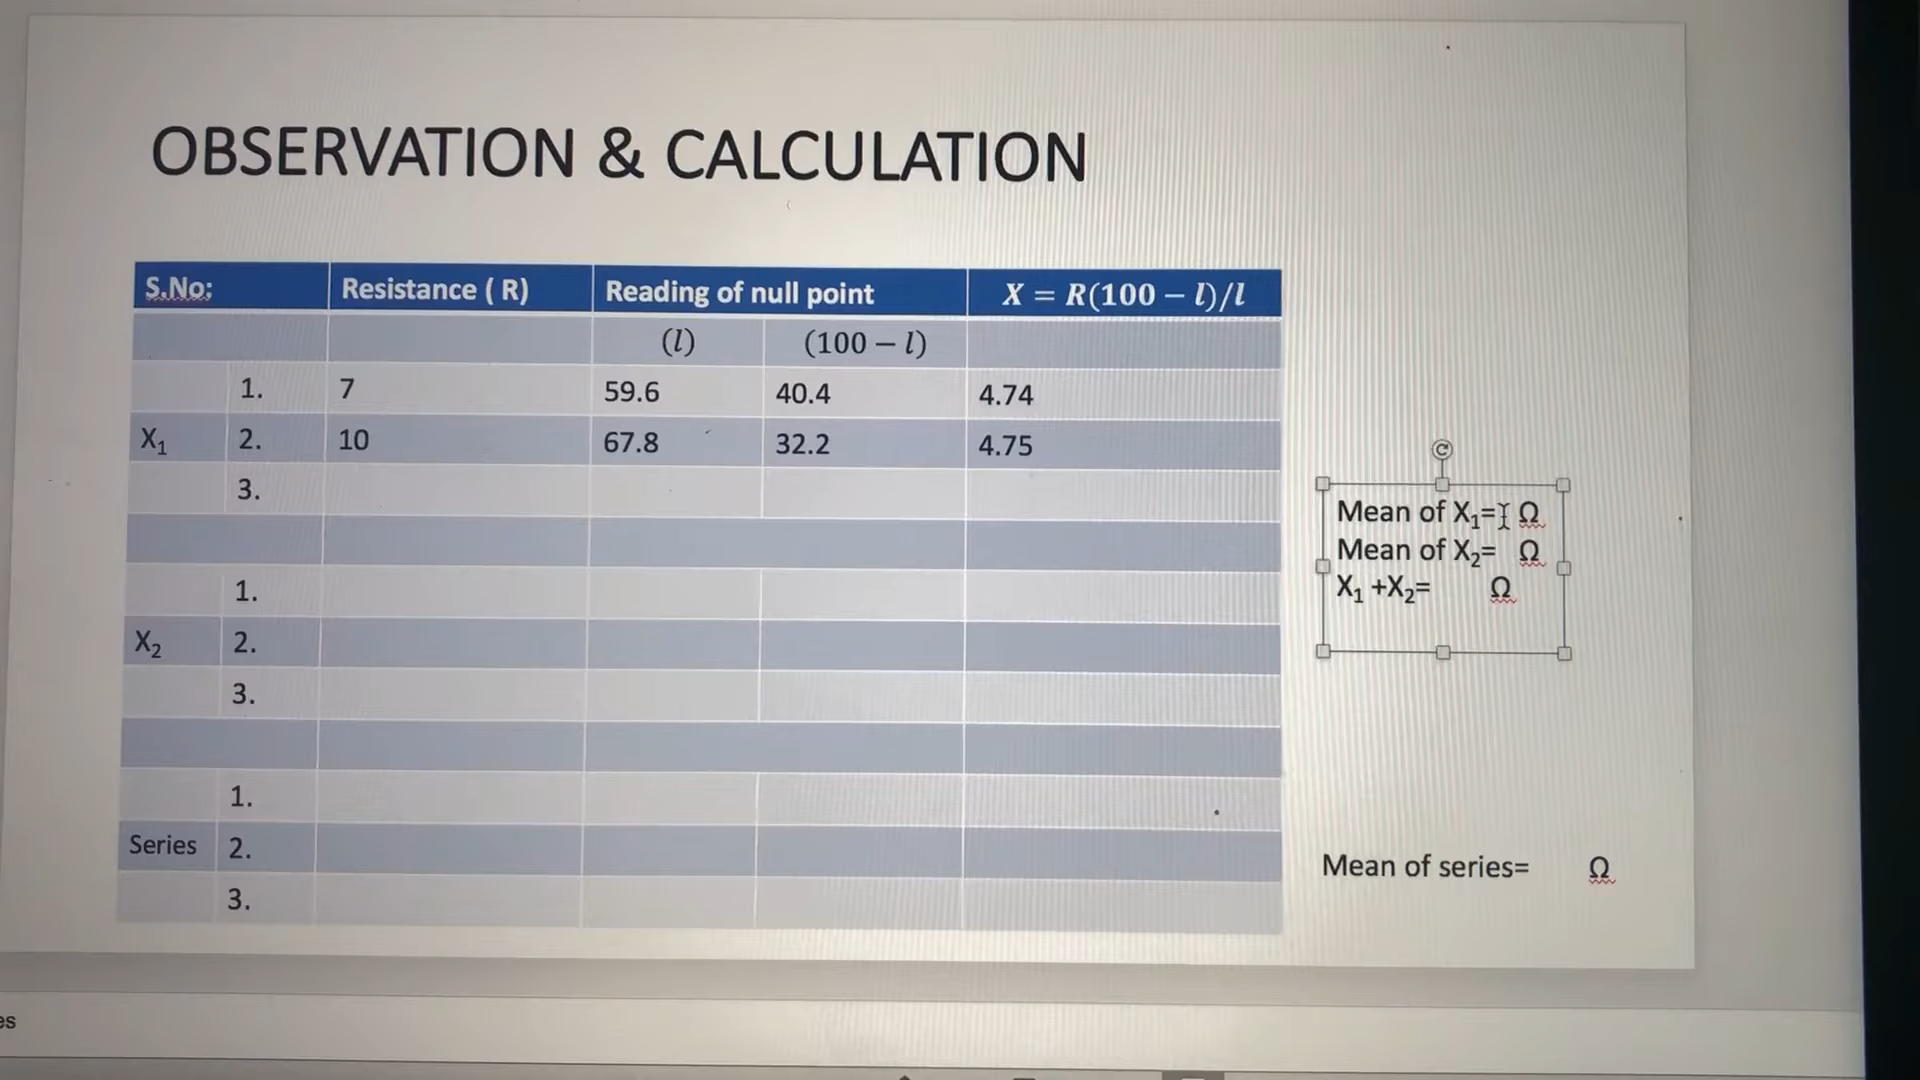 OBSERVATION & CALCULATION
S.No: Resistance ( R) Reading of null point X = R(100 − l)/l
(l) (100 − l)
1. 7 59.6 40.4 4.74
X₁ 2. 10 67.8 32.2 4.75
3.
Mean of X₁= Ω
Mean of X₂= Ω
X₁ +X₂= Ω
1.
X₂ 2.
3.
1.
Series 2.
3.
Mean of series= Ω
es